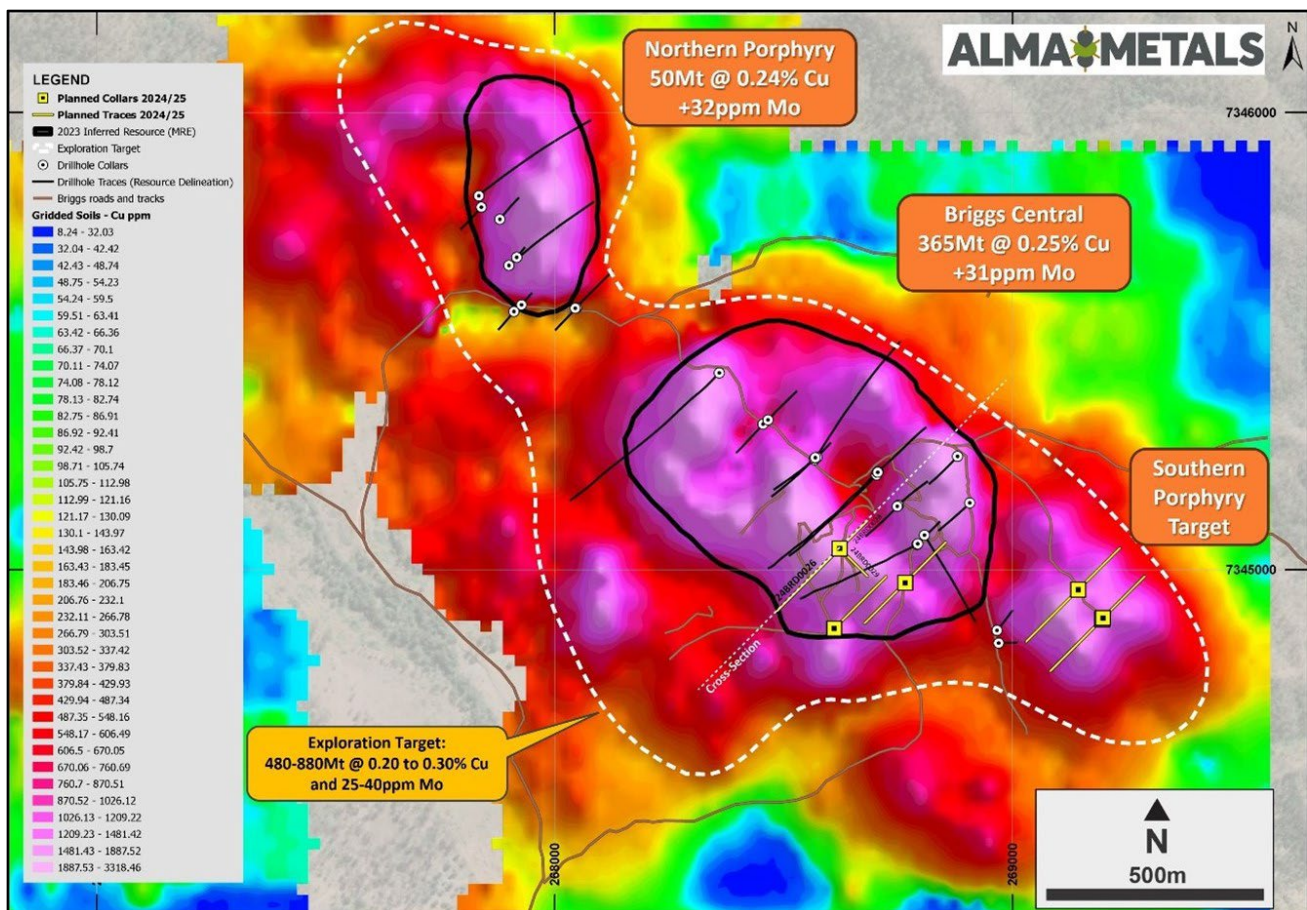 LEGEND
Planned Collars 2024/25
Planned Traces 2024/25
2023 Inferred Resource (MRE)
Exploration Target
Drillhole Collars
Drillhole Traces (Resource Delineation)
Briggs roads and tracks
Gridded Soils - Cu ppm
8.24 - 32.03
32.04 - 42.42
42.43 - 48.74
48.75 - 54.23
54.24 - 59.5
59.51 - 63.41
63.42 - 66.36
66.37 - 70.1
70.11 - 74.07
74.08 - 78.12
78.13 - 82.74
82.75 - 86.91
86.92 - 92.41
92.42 - 98.7
98.71 - 105.74
105.75 - 112.98
112.99 - 121.16
121.17 - 130.09
130.1 - 143.97
143.98 - 163.42
163.43 - 183.45
183.46 - 206.75
206.76 - 232.1
232.11 - 266.78
266.79 - 303.51
303.52 - 337.42
337.43 - 379.83
379.84 - 429.93
429.94 - 487.34
487.35 - 548.16
548.17 - 606.49
606.5 - 670.05
670.06 - 760.69
760.7 - 870.51
870.52 - 1026.12
1026.13 - 1209.22
1209.23 - 1481.42
1481.43 - 1887.52
1887.53 - 3318.46
Northern Porphyry
50Mt @ 0.24% Cu
+32ppm Mo
ALMA METALS
N
7346000
Briggs Central
365Mt @ 0.25% Cu
+31ppm Mo
Southern
Porphyry
Target
7345000
24BRD0026
Cross-Section
Exploration Target:
480-880Mt @ 0.20 to 0.30% Cu
and 25-40ppm Mo
268000
269000
N
500m